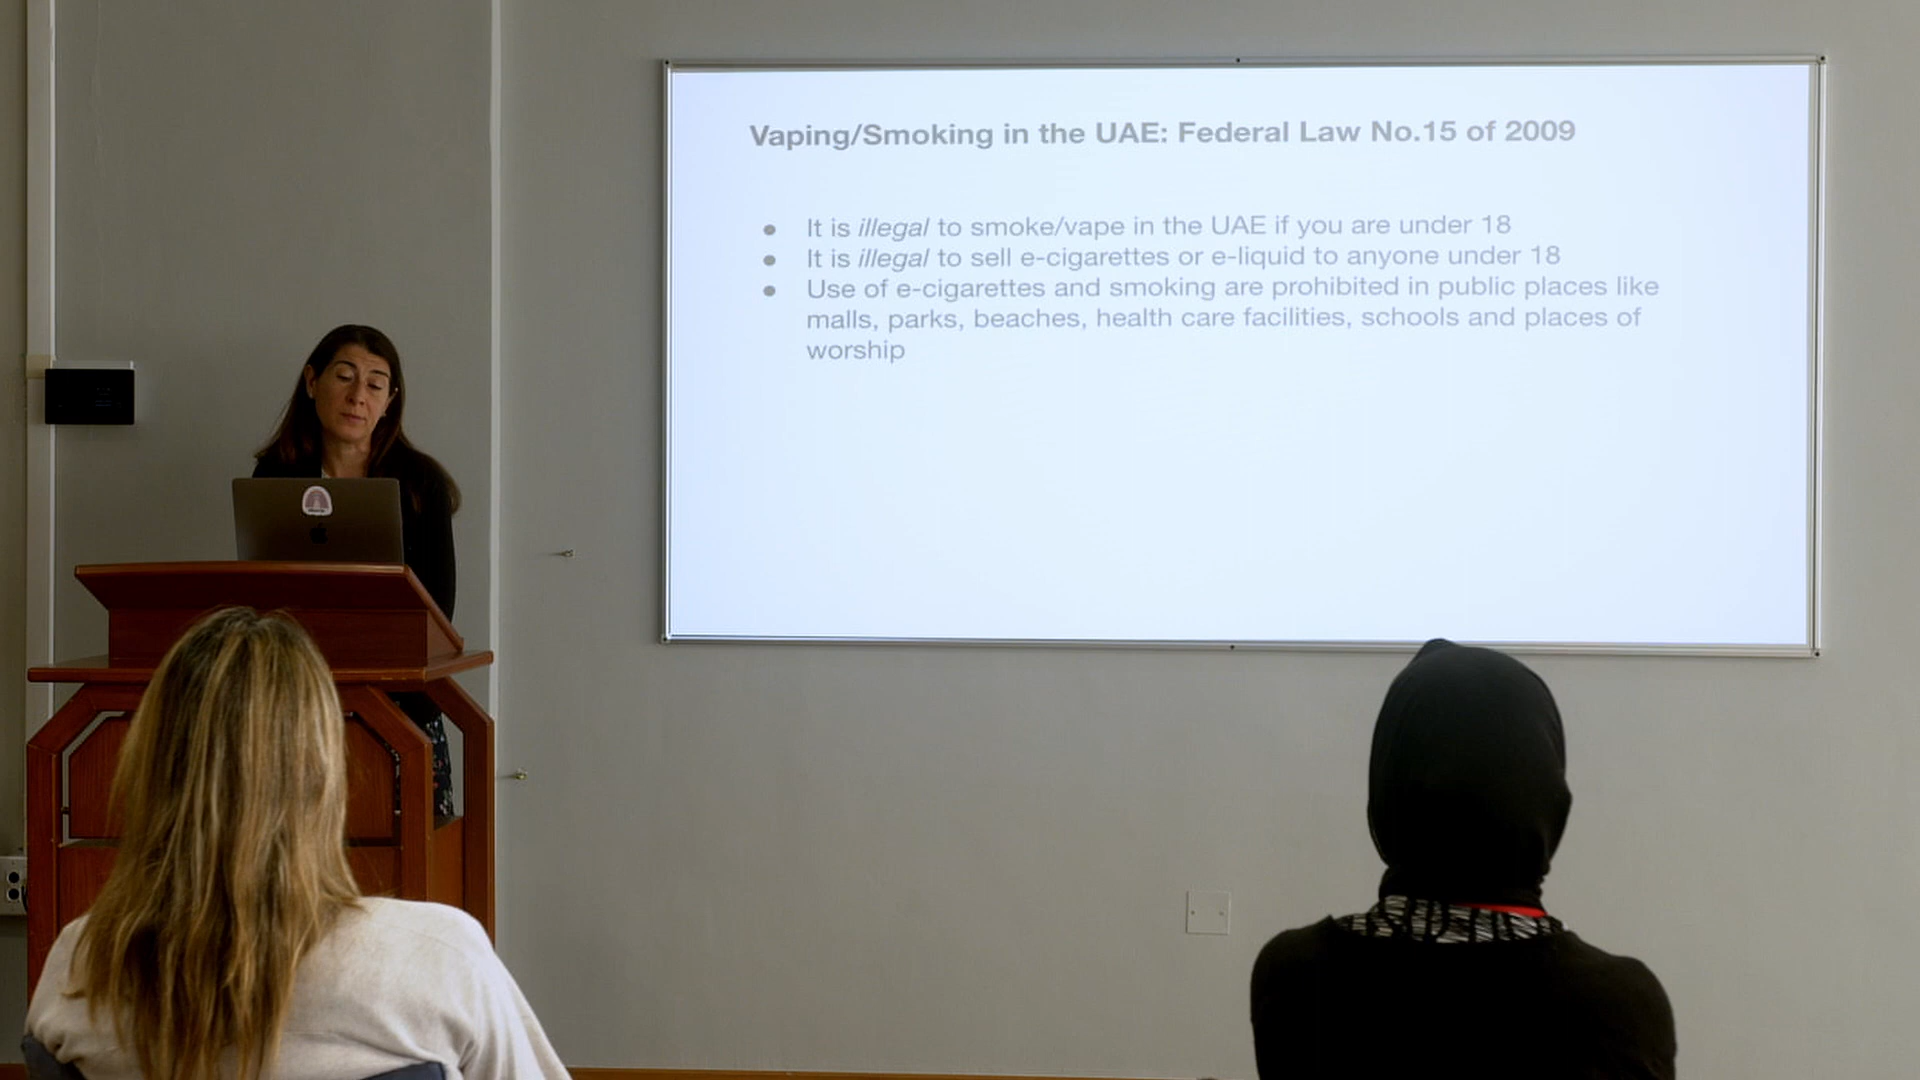 Vaping/Smoking in the UAE: Federal Law No.15 of 2009
● It is illegal to smoke/vape in the UAE if you are under 18
● It is illegal to sell e-cigarettes or e-liquid to anyone under 18
● Use of e-cigarettes and smoking are prohibited in public places like
malls, parks, beaches, health care facilities, schools and places of
worship